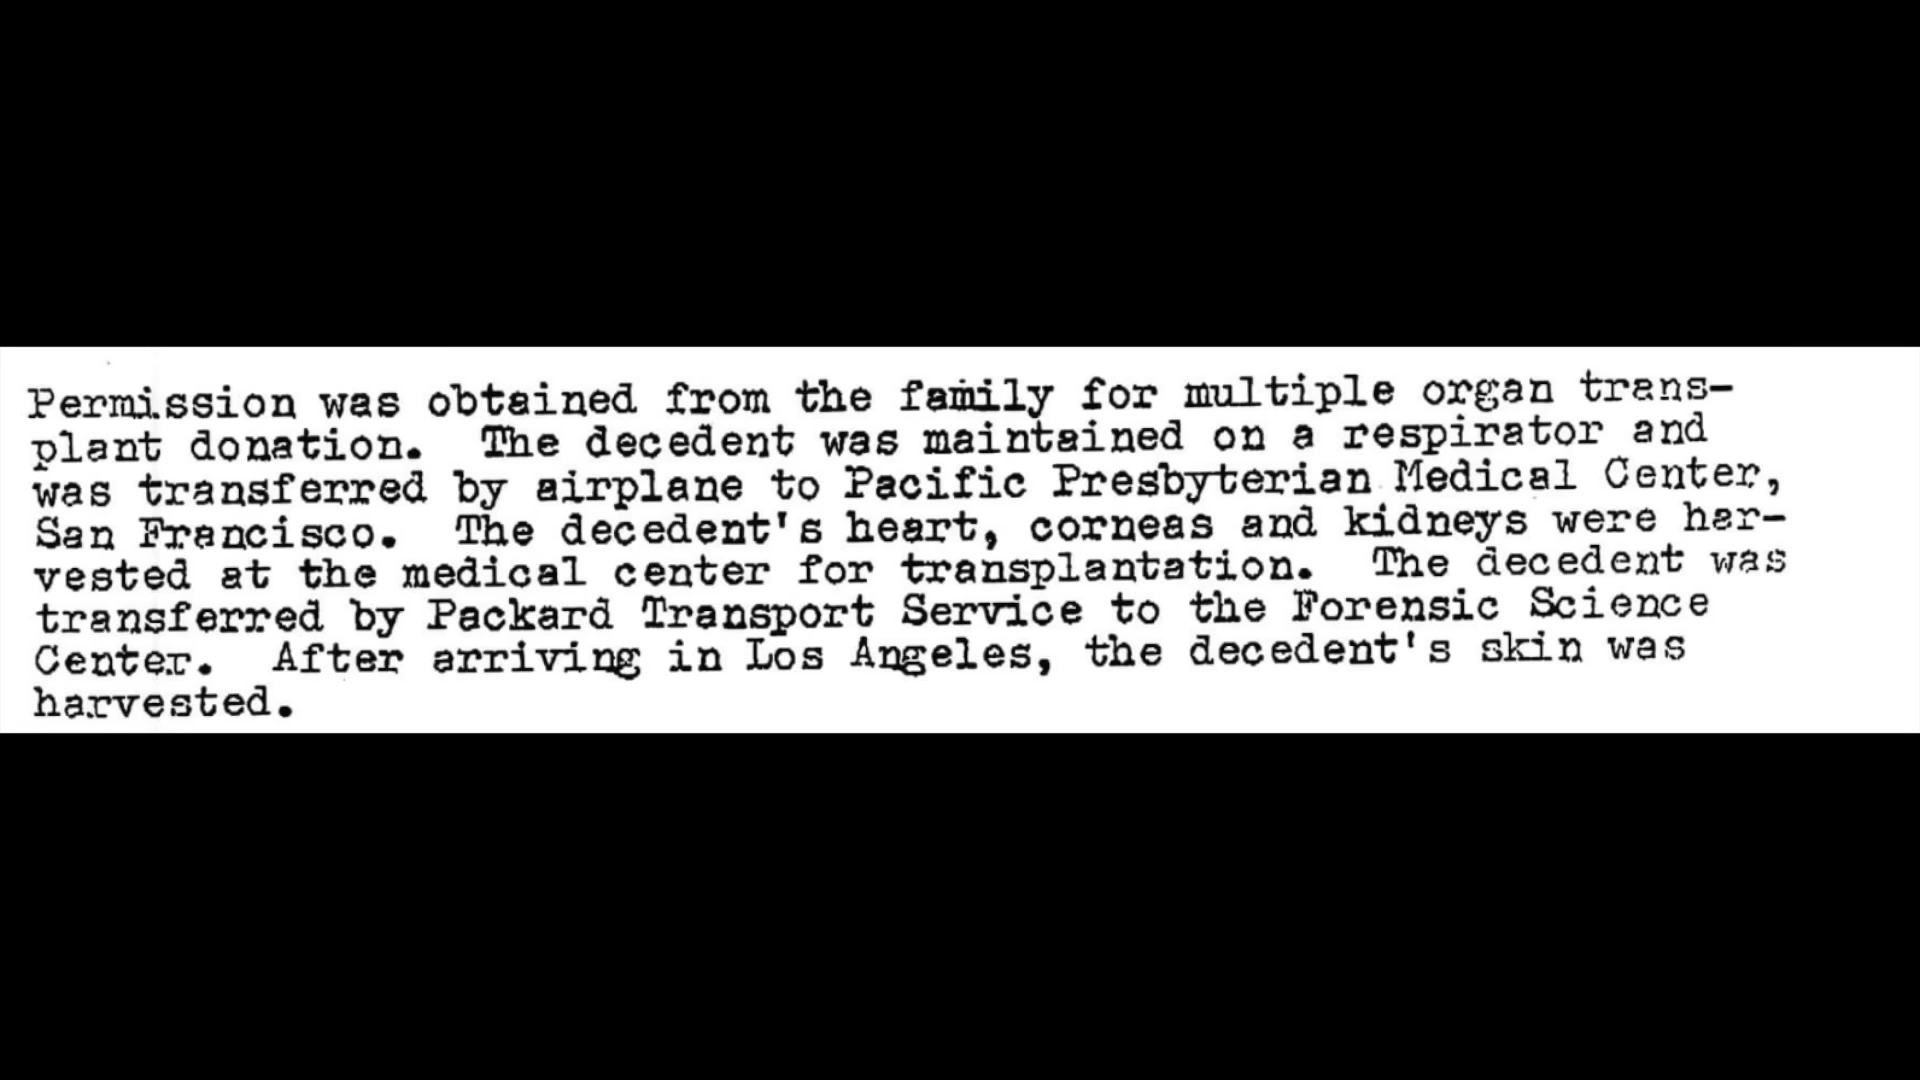 Permission was obtained from the family for multiple organ trans-
plant donation. The decedent was maintained on a respirator and
was transferred by airplane to Pacific Presbyterian Medical Center,
San Francisco. The decedent's heart, corneas and kidneys were har-
vested at the medical center for transplantation. The decedent was
transferred by Packard Transport Service to the Forensic Science
Center. After arriving in Los Angeles, the decedent's skin was
harvested.